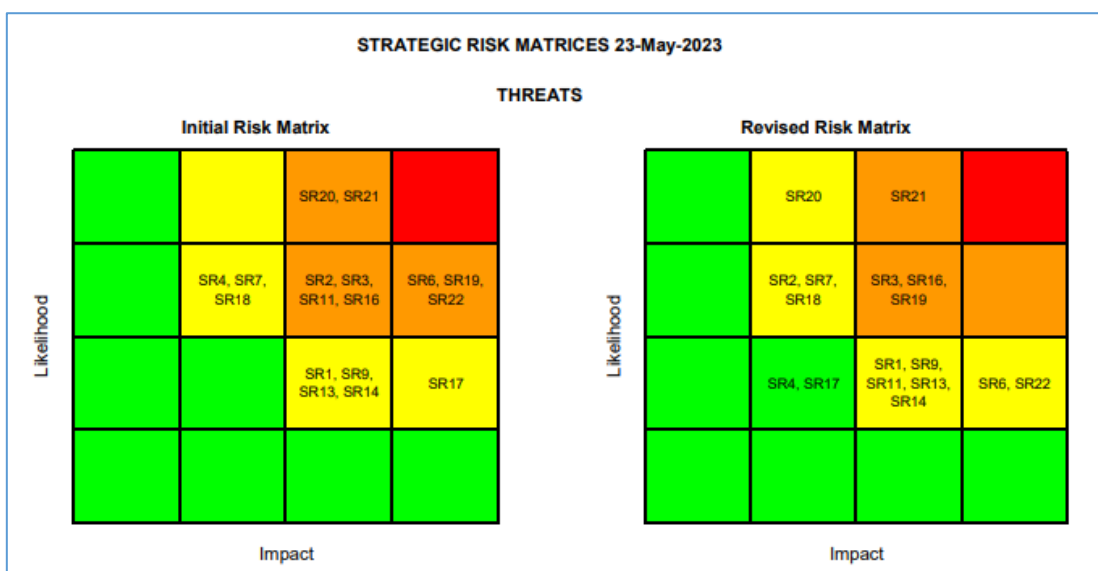 STRATEGIC RISK MATRICES 23-May-2023
THREATS
Initial Risk Matrix
Likelihood
SR20, SR21
SR4, SR7,
SR18
SR2, SR3,
SR11, SR16
SR6, SR19,
SR22
SR1, SR9,
SR13, SR14
SR17
Impact
Revised Risk Matrix
Likelihood
SR20
SR21
SR2, SR7,
SR18
SR3, SR16,
SR19
SR4, SR17
SR1, SR9,
SR11, SR13,
SR14
SR6, SR22
Impact